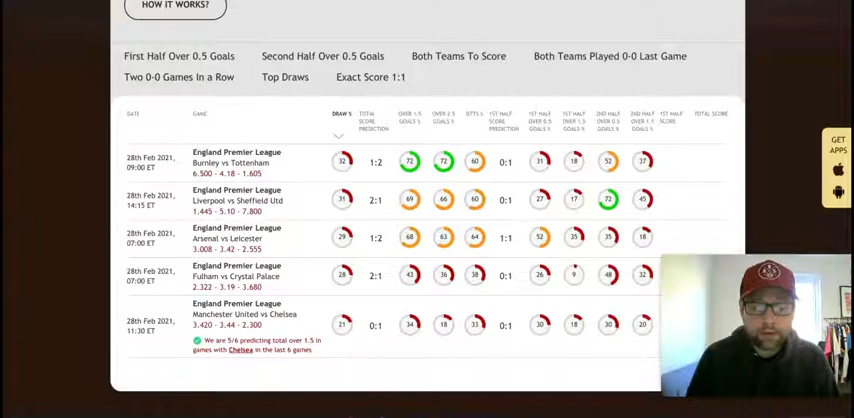 HOW IT WORKS?
First Half Over 0.5 Goals Second Half Over 0.5 Goals Both Teams To Score Both Teams Played 0-0 Last Game
Two 0-0 Games In a Row Top Draws Exact Score 1:1
DATE GAME DRAW % TOTAL SCORE PREDICTION OVER 1.5 GOALS % OVER 2.5 GOALS % BTTS % 1ST HALF SCORE PREDICTION 1ST HALF OVER 0.5 GOALS % 1ST HALF OVER 1.5 GOALS % 2ND HALF OVER 0.5 GOALS % 2ND HALF OVER 1.5 GOALS % 1ST HALF SCORE TOTAL SCORE
GET
APPS
28th Feb 2021,
09:00 ET
England Premier League
Burnley vs Tottenham
6.500 - 4.18 - 1.605
32 1:2 72 72 60 0:1 31 18 52 37
28th Feb 2021,
14:15 ET
England Premier League
Liverpool vs Sheffield Utd
1.445 - 5.10 - 7.800
31 2:1 69 66 60 0:1 27 17 72 45
28th Feb 2021,
07:00 ET
England Premier League
Arsenal vs Leicester
3.008 - 3.42 - 2.555
29 1:2 68 63 64 1:1 52 35 35 18
28th Feb 2021,
07:00 ET
England Premier League
Fulham vs Crystal Palace
2.322 - 3.19 - 3.680
28 2:1 43 36 38 0:1 26 9 48 32
28th Feb 2021,
11:30 ET
England Premier League
Manchester United vs Chelsea
3.420 - 3.44 - 2.300
21 0:1 34 18 33 0:1 30 18 30 20
We are 5/6 predicting total over 1.5 in
games with Chelsea in the last 6 games